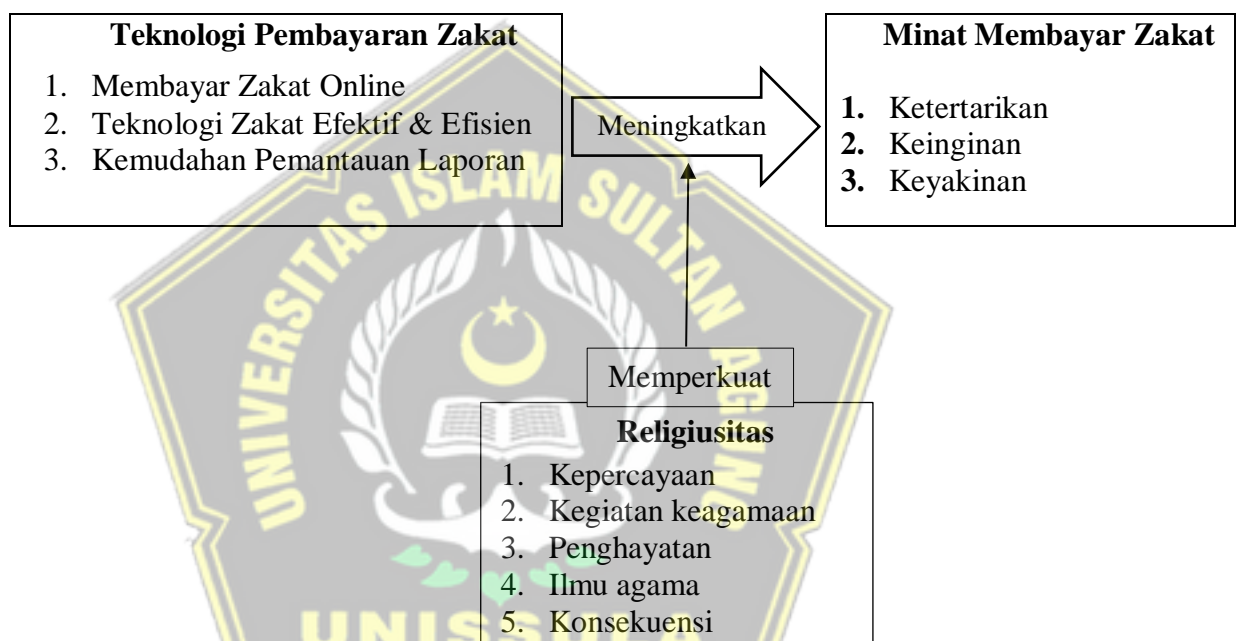 Teknologi Pembayaran Zakat
1. Membayar Zakat Online
2. Teknologi Zakat Efektif & Efisien
3. Kemudahan Pemantauan Laporan
Meningkatkan
Minat Membayar Zakat
1. Ketertarikan
2. Keinginan
3. Keyakinan
Memperkuat
Religiusitas
1. Kepercayaan
2. Kegiatan keagamaan
3. Penghayatan
4. Ilmu agama
5. Konsekuensi
UNIVERSITAS ISLAM SULTAN AGUNG
UNISSULA